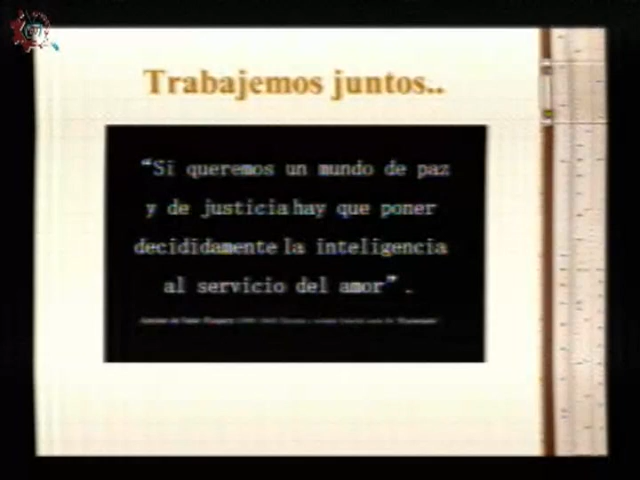 Trabajemos juntos..
“Si queremos un mundo de paz
y de justicia hay que poner
decididamente la inteligencia
al servicio del amor”.